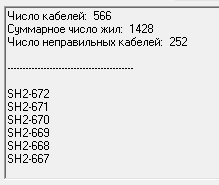 Число кабелей: 566
Суммарное число жил: 1428
Число неправильных кабелей: 252
----------------------------------------
SH2-672
SH2-671
SH2-670
SH2-669
SH2-668
SH2-667